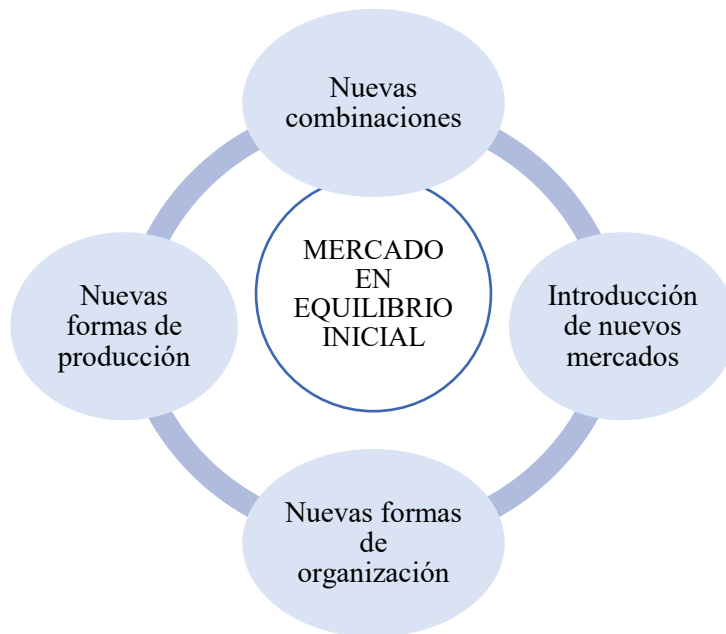 Nuevas
combinaciones
MERCADO
EN
EQUILIBRIO
INICIAL
Nuevas
formas de
producción
Introducción
de nuevos
mercados
Nuevas formas
de
organización